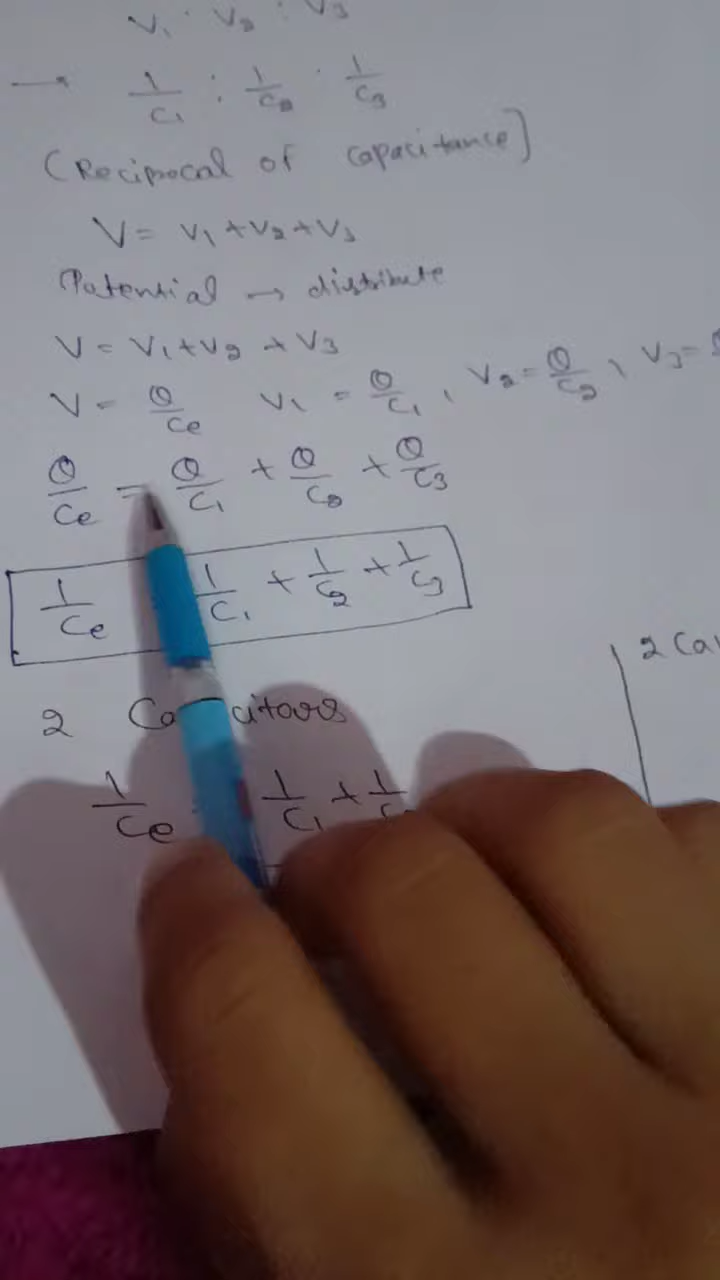 V₁ : V₂ : V₃
→ 1/C₁ : 1/C₂ : 1/C₃
(Reciprocal of capacitance]
V = V₁ + V₂ + V₃
Potential → distribute
V = V₁ + V₂ + V₃
V = Q/Ce V₁ = Q/C₁ , V₂ = Q/C₂ , V₃ =
Q/Ce = Q/C₁ + Q/C₂ + Q/C₃
1/Ce 1/C₁ + 1/C₂ + 1/C₃
2 Ca citors
2 Ca
1/Ce 1/C₁ + 1/